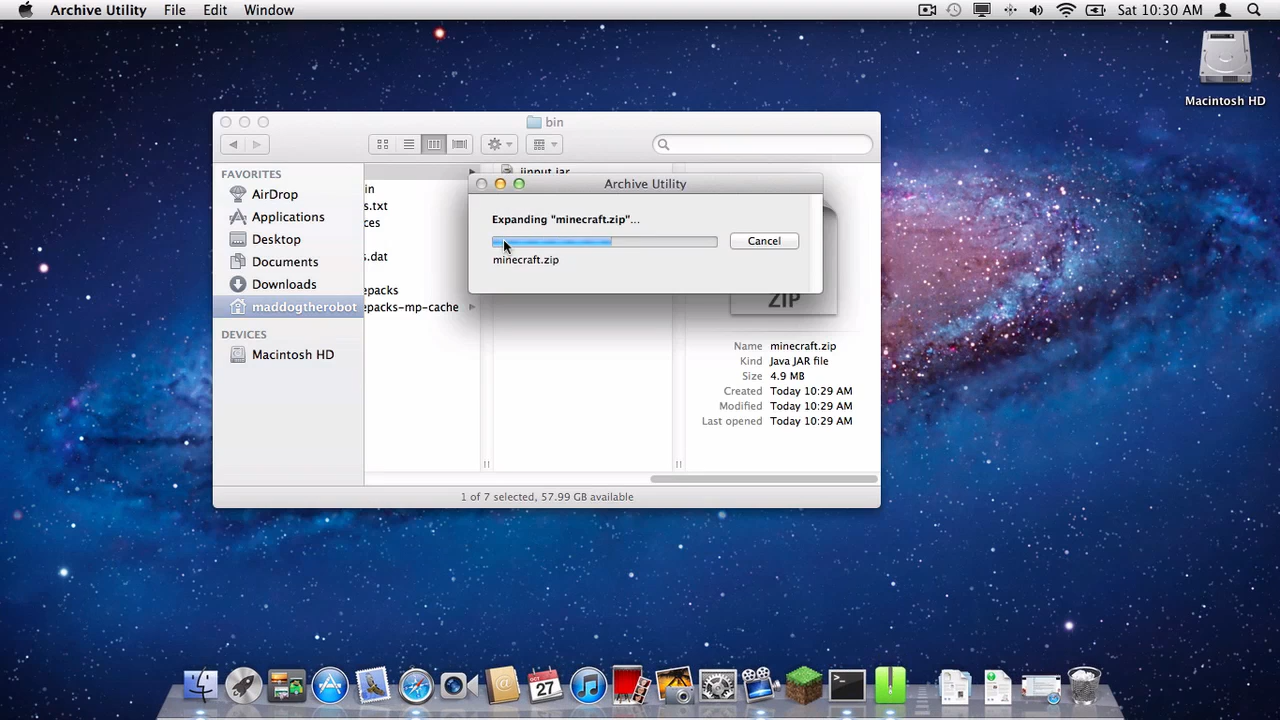 Archive Utility File Edit Window Sat 10:30 AM
Macintosh HD
bin
FAVORITES
AirDrop
Applications
Desktop
Documents
Downloads
maddogtherobot
DEVICES
Macintosh HD
in
s.txt
ces
s.dat
epacks
epacks-mp-cache
jinput.jar
Archive Utility
Expanding "minecraft.zip"...
Cancel
minecraft.zip
ZIP
Name minecraft.zip
Kind Java JAR file
Size 4.9 MB
Created Today 10:29 AM
Modified Today 10:29 AM
Last opened Today 10:29 AM
1 of 7 selected, 57.99 GB available
OCT
27